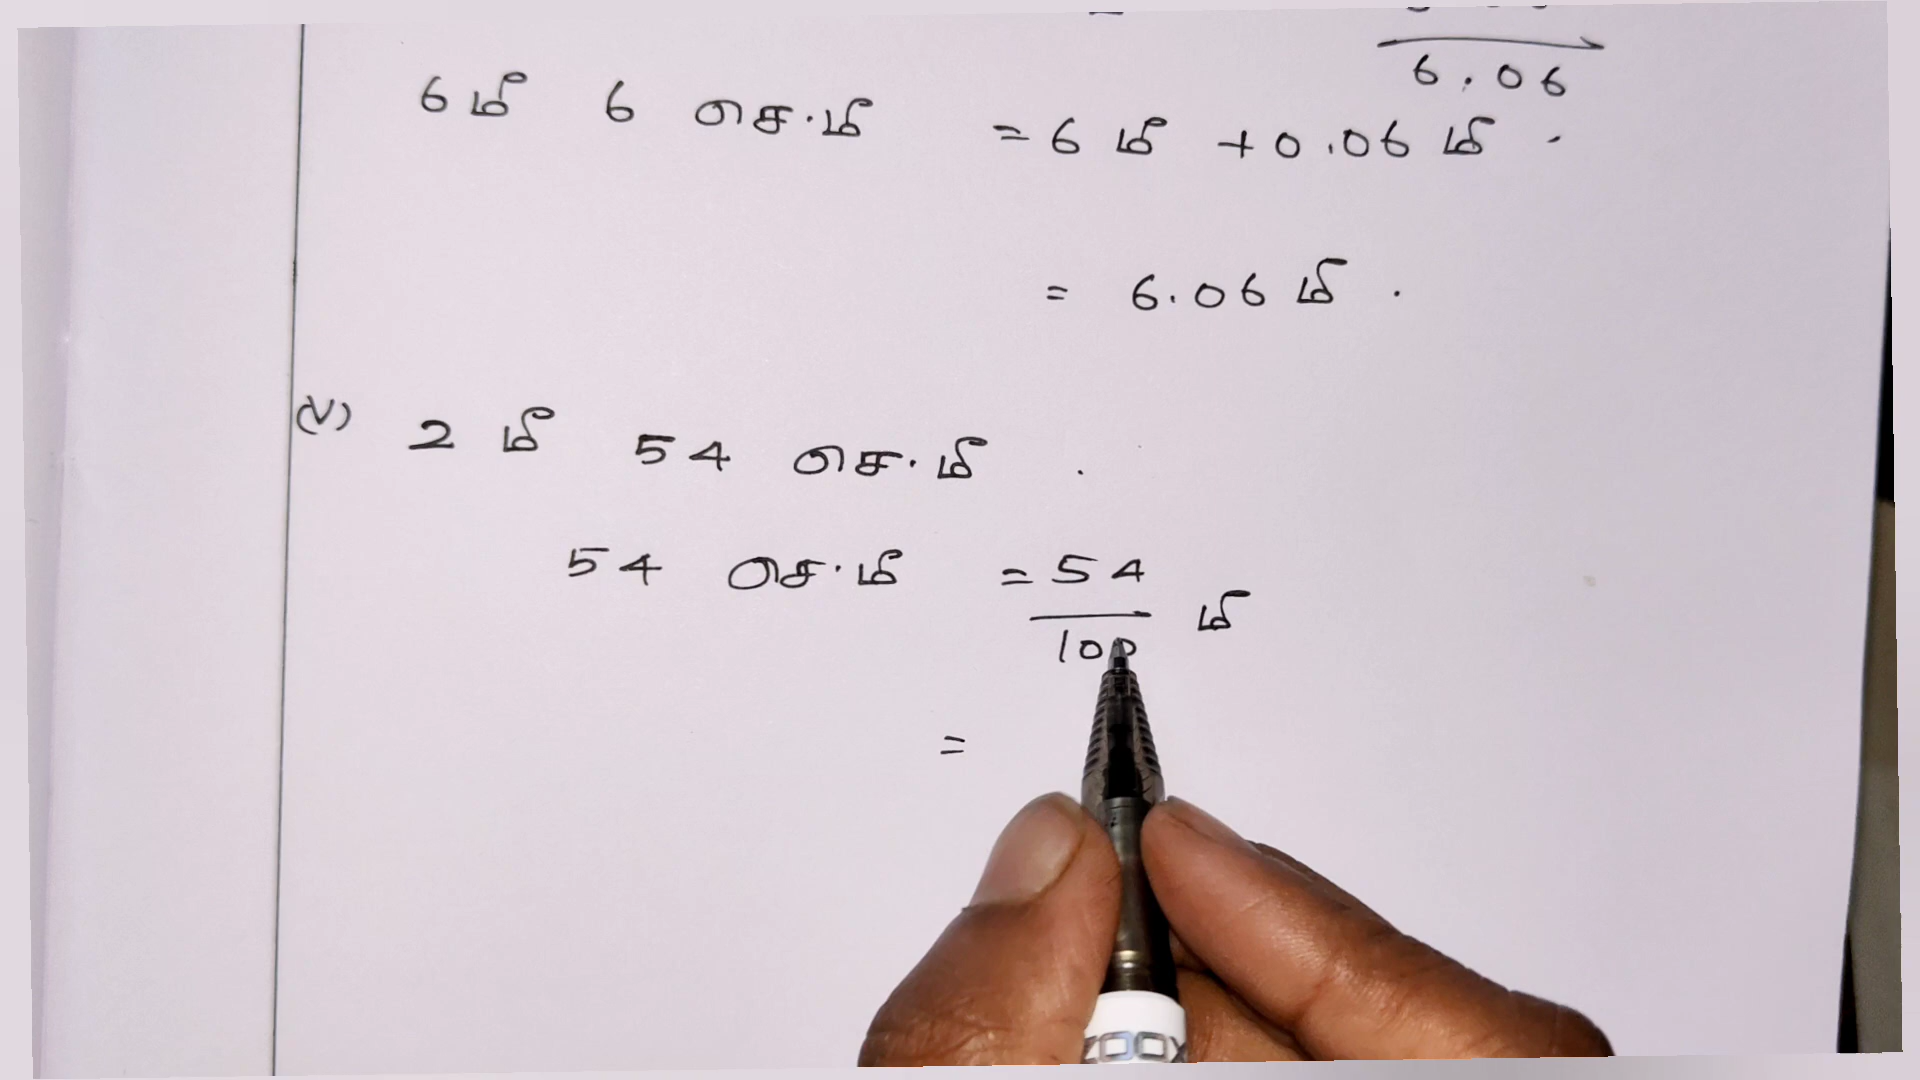 6.06
6 மீ 6 செ.மீ = 6 மீ + 0.06 மீ .
= 6.06 மீ .
(v) 2 மீ 54 செ.மீ .
54 செ.மீ = 54
மீ
100
=